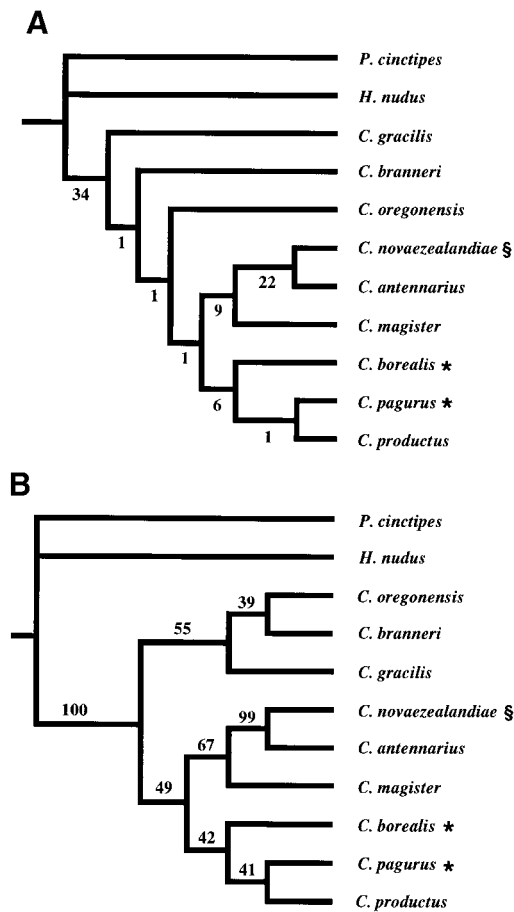 A
P. cinctipes
H. nudus
C. gracilis
34
C. branneri
1
C. oregonensis
1
C. novaezealandiae §
22
C. antennarius
9
C. magister
1
C. borealis *
6
C. pagurus *
1
C. productus
B
P. cinctipes
H. nudus
39
C. oregonensis
55
C. branneri
C. gracilis
100
99
C. novaezealandiae §
67
C. antennarius
49
C. magister
42
C. borealis *
41
C. pagurus *
C. productus